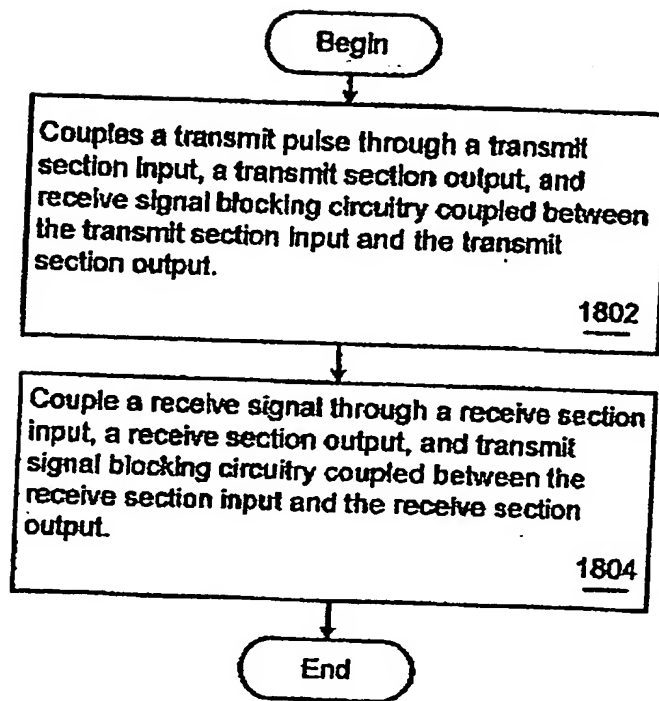 Begin
Couples a transmit pulse through a transmit
section input, a transmit section output, and
receive signal blocking circuitry coupled between
the transmit section input and the transmit
section output.
1802
Couple a receive signal through a receive section
input, a receive section output, and transmit
signal blocking circuitry coupled between the
receive section input and the receive section
output.
1804
End